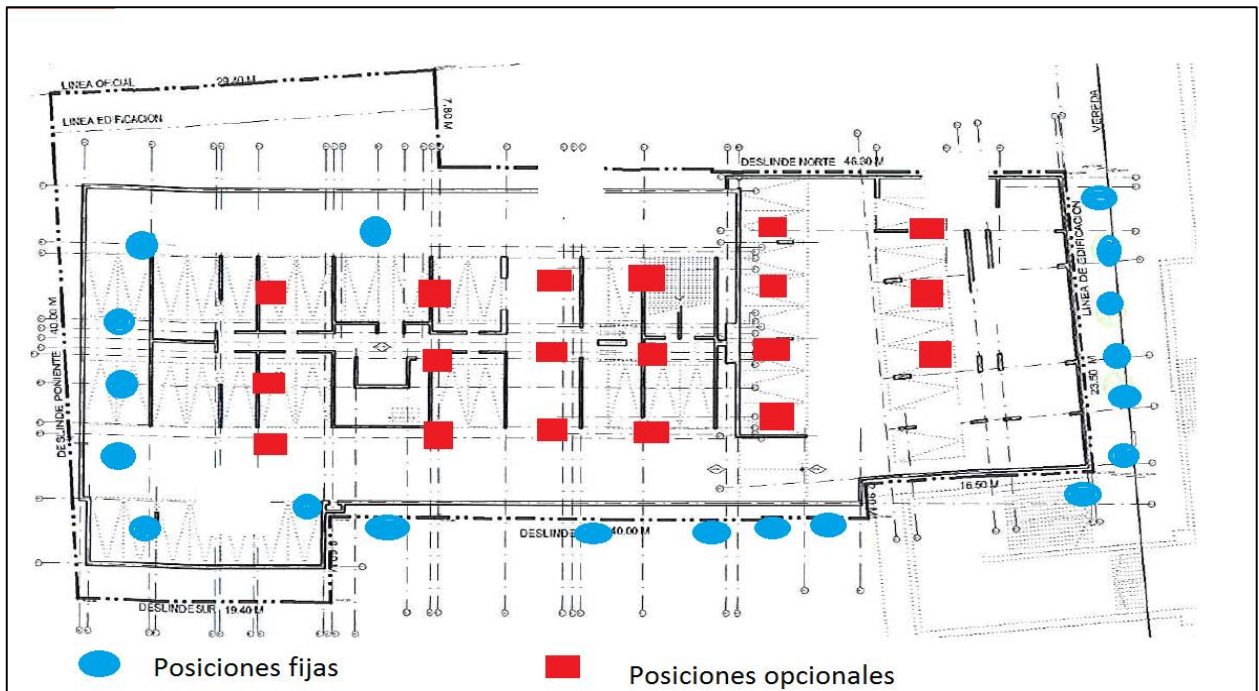 LINEA OFICIAL 29.40 M
LINEA EDIFICACION
7.80 M
DESLINDE NORTE 46.30 M
VEREDA
LINEA DE EDIFICACION
DESLINDE PONIENTE 40.00 M
23.50 M
16.50 M
40.00 M
DESLINDE SUR 19.40 M
Posiciones fijas
Posiciones opcionales